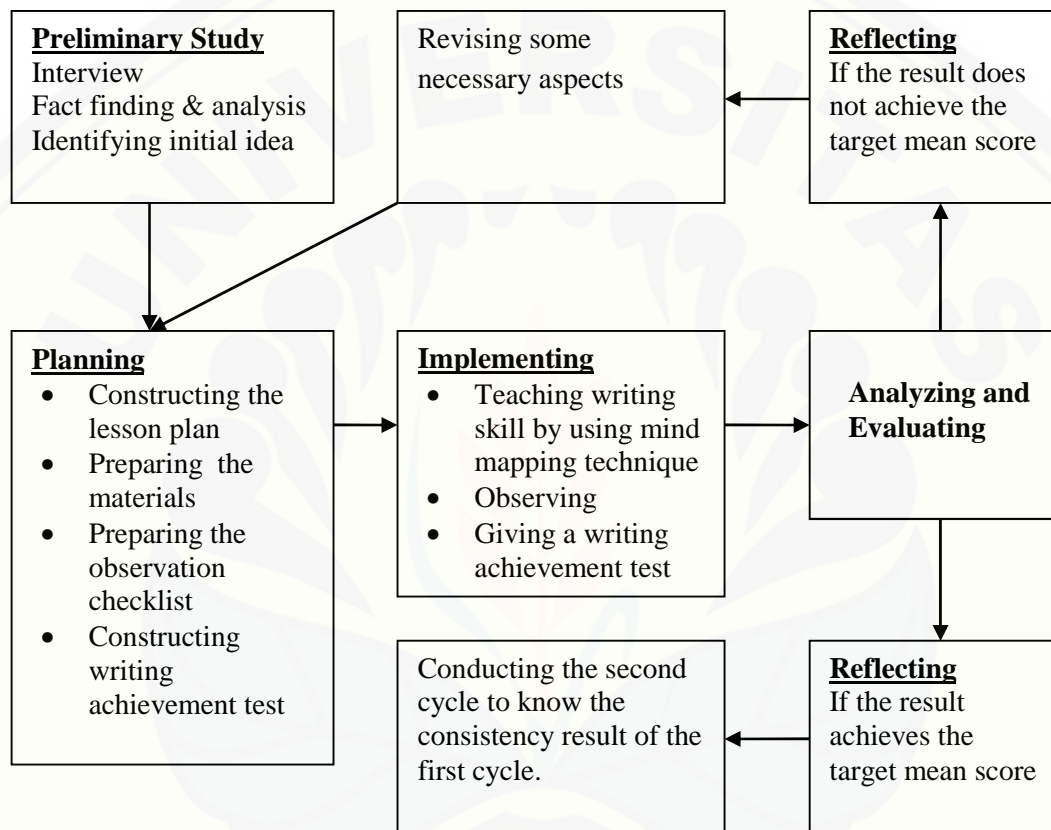 Preliminary Study
Interview
Fact finding & analysis
Identifying initial idea
Revising some
necessary aspects
Reflecting
If the result does
not achieve the
target mean score
Planning
• Constructing the
lesson plan
• Preparing the
materials
• Preparing the
observation
checklist
• Constructing
writing
achievement test
Implementing
• Teaching writing
skill by using mind
mapping technique
• Observing
• Giving a writing
achievement test
Analyzing and
Evaluating
Conducting the second
cycle to know the
consistency result of the
first cycle.
Reflecting
If the result
achieves the
target mean score
UNIVERSITAS